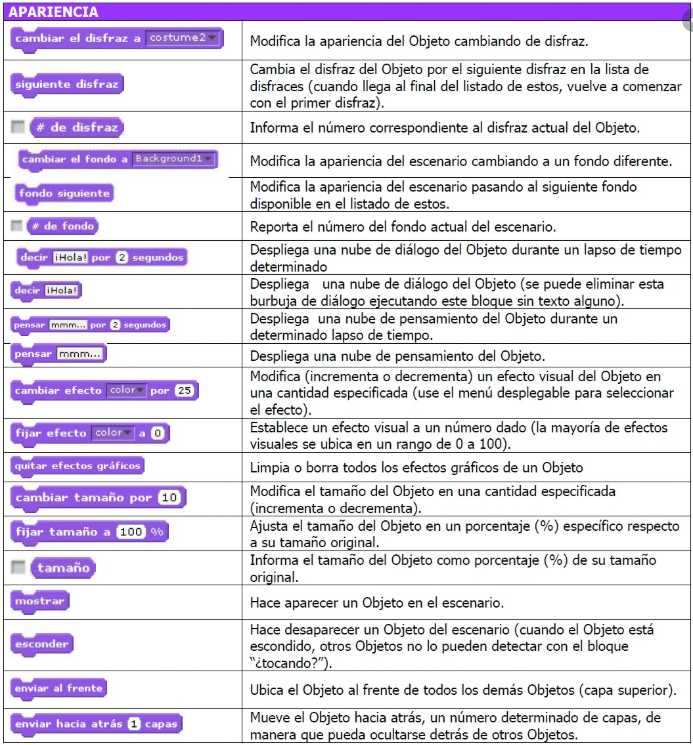 APARIENCIA
cambiar el disfraz a costume2
Modifica la apariencia del Objeto cambiando de disfraz.
siguiente disfraz
Cambia el disfraz del Objeto por el siguiente disfraz en la lista de
disfraces (cuando llega al final del listado de estos, vuelve a comenzar
con el primer disfraz).
# de disfraz
Informa el número correspondiente al disfraz actual del Objeto.
cambiar el fondo a Background1
Modifica la apariencia del escenario cambiando a un fondo diferente.
fondo siguiente
Modifica la apariencia del escenario pasando al siguiente fondo
disponible en el listado de estos.
# de fondo
Reporta el número del fondo actual del escenario.
decir ¡Hola! por 2 segundos
Despliega una nube de diálogo del Objeto durante un lapso de tiempo
determinado
decir ¡Hola!
Despliega una nube de diálogo del Objeto (se puede eliminar esta
burbuja de diálogo ejecutando este bloque sin texto alguno).
pensar mmm... por 2 segundos
Despliega una nube de pensamiento del Objeto durante un
determinado lapso de tiempo.
pensar mmm...
Despliega una nube de pensamiento del Objeto.
cambiar efecto color por 25
Modifica (incrementa o decrementa) un efecto visual del Objeto en
una cantidad especificada (use el menú desplegable para seleccionar
el efecto).
fijar efecto color a 0
Establece un efecto visual a un número dado (la mayoría de efectos
visuales se ubica en un rango de 0 a 100).
quitar efectos gráficos
Limpia o borra todos los efectos gráficos de un Objeto
cambiar tamaño por 10
Modifica el tamaño del Objeto en una cantidad especificada
(incrementa o decrementa).
fijar tamaño a 100 %
Ajusta el tamaño del Objeto en un porcentaje (%) específico respecto
a su tamaño original.
tamaño
Informa el tamaño del Objeto como porcentaje (%) de su tamaño
original.
mostrar
Hace aparecer un Objeto en el escenario.
esconder
Hace desaparecer un Objeto del escenario (cuando el Objeto está
escondido, otros Objetos no lo pueden detectar con el bloque
“¿tocando?”).
enviar al frente
Ubica el Objeto al frente de todos los demás Objetos (capa superior).
enviar hacia atrás 1 capas
Mueve el Objeto hacia atrás, un número determinado de capas, de
manera que pueda ocultarse detrás de otros Objetos.